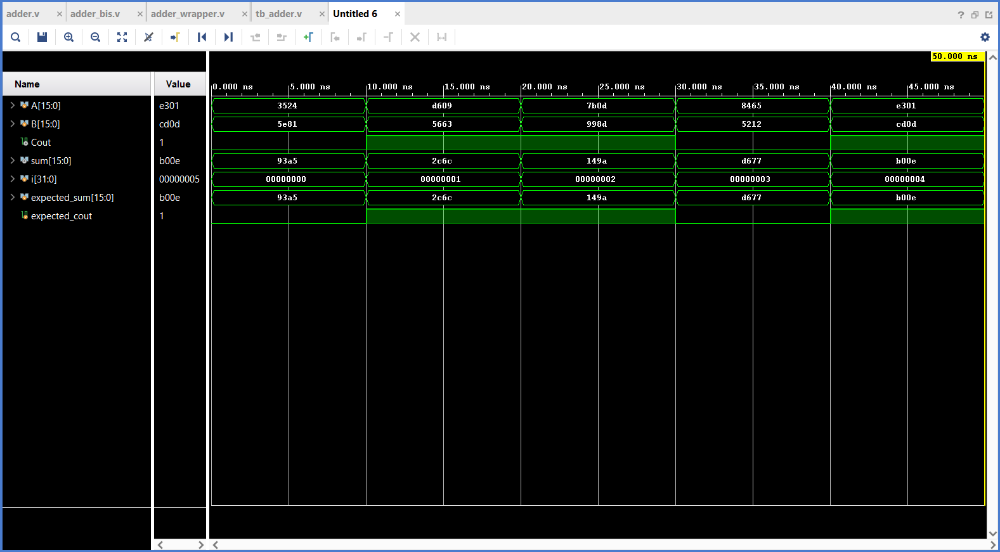 adder.v × adder_bis.v × adder_wrapper.v × tb_adder.v × Untitled 6 ×
?
50.000 ns
Name Value
0.000 ns 5.000 ns 10.000 ns 15.000 ns 20.000 ns 25.000 ns 30.000 ns 35.000 ns 40.000 ns 45.000 ns
A[15:0] e301 3524 d609 7b0d 8465 e301
B[15:0] cd0d 5e81 5663 998d 5212 cd0d
Cout 1
sum[15:0] b00e 93a5 2c6c 149a d677 b00e
i[31:0] 00000005 00000000 00000001 00000002 00000003 00000004
expected_sum[15:0] b00e 93a5 2c6c 149a d677 b00e
expected_cout 1